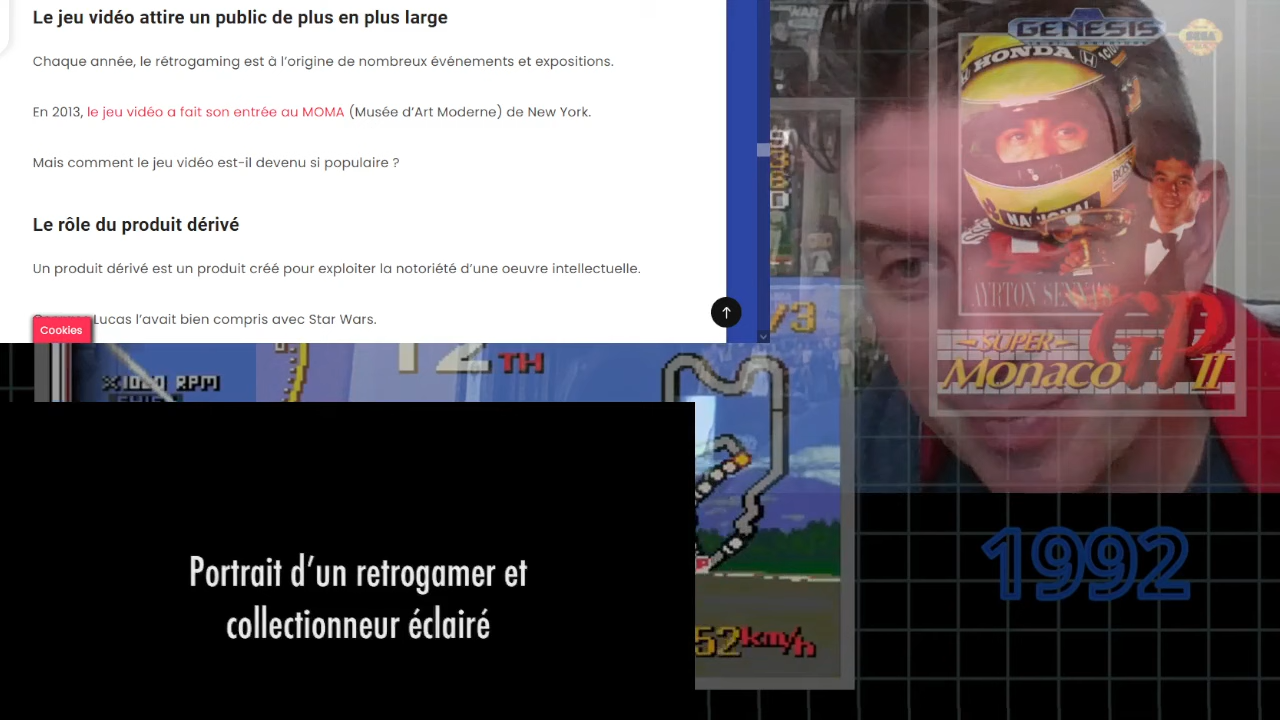 Le jeu vidéo attire un public de plus en plus large
Chaque année, le rétrogaming est à l'origine de nombreux événements et expositions.
En 2013, le jeu vidéo a fait son entrée au MOMA (Musée d'Art Moderne) de New York.
Mais comment le jeu vidéo est-il devenu si populaire ?
Le rôle du produit dérivé
Un produit dérivé est un produit créé pour exploiter la notoriété d'une oeuvre intellectuelle.
Lucas l'avait bien compris avec Star Wars.
Cookies
GENESIS
SEGA
HONDA
BOSS
NATIONAL
AYRTON SENNA'S
SUPER
Monaco GP II
/3
12TH
RPM
52km/h
Portrait d'un retrogamer et
collectionneur éclairé
1992